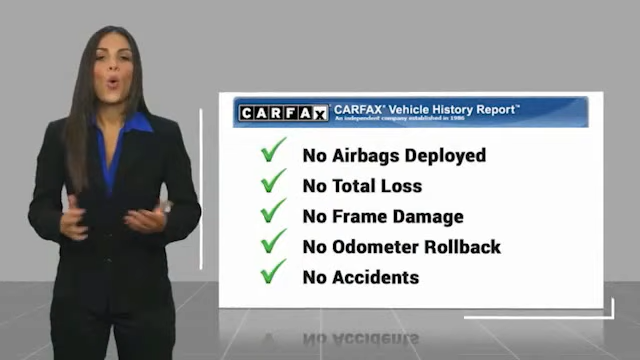 CARFAX CARFAX® Vehicle History Report™
An independent company established in 1986
No Airbags Deployed
No Total Loss
No Frame Damage
No Odometer Rollback
No Accidents